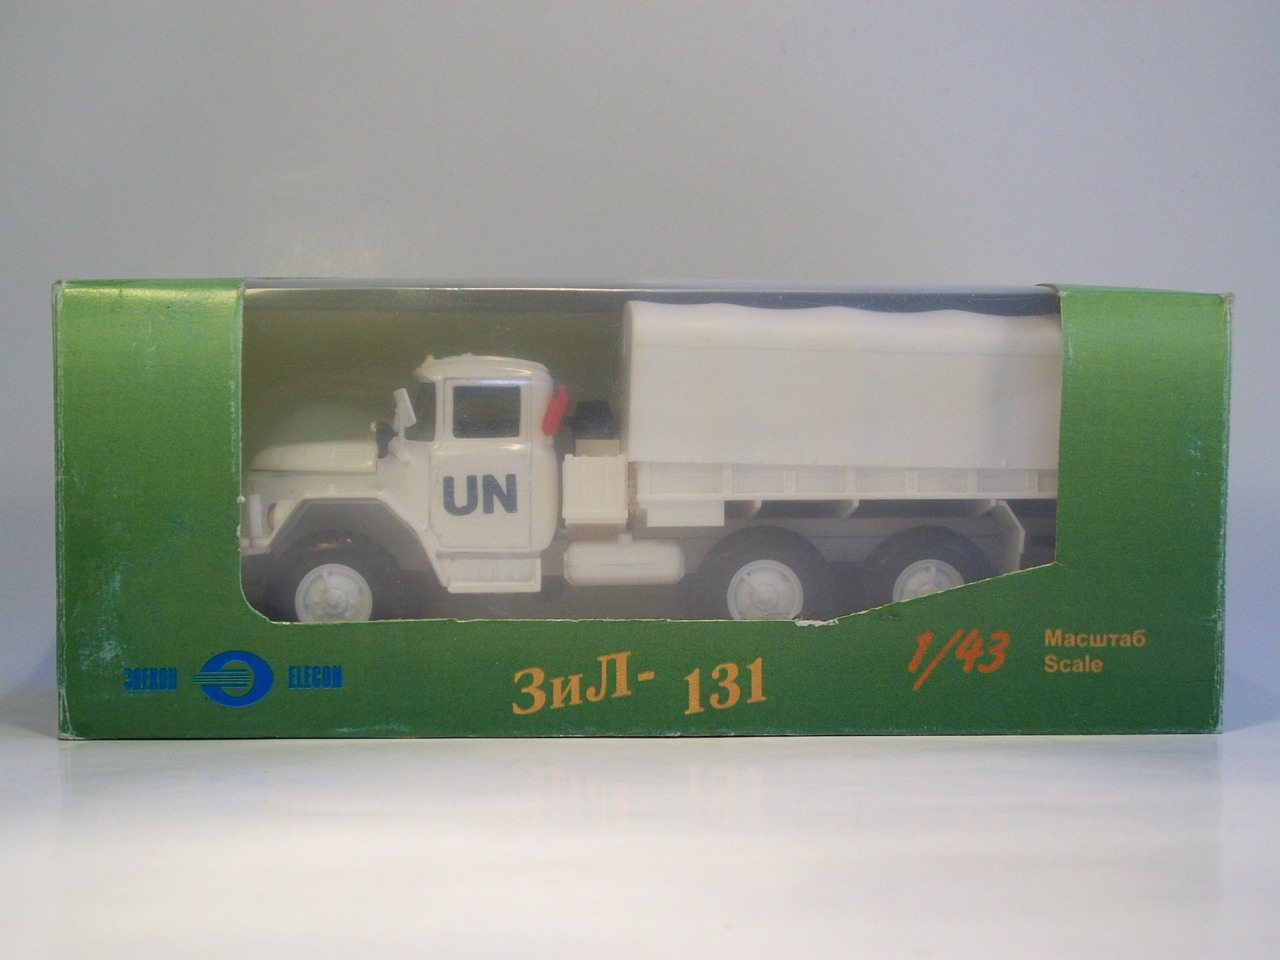 UN
ЭЛЕКОН
ELECON
ЗиЛ-131
1/43
Масштаб
Scale